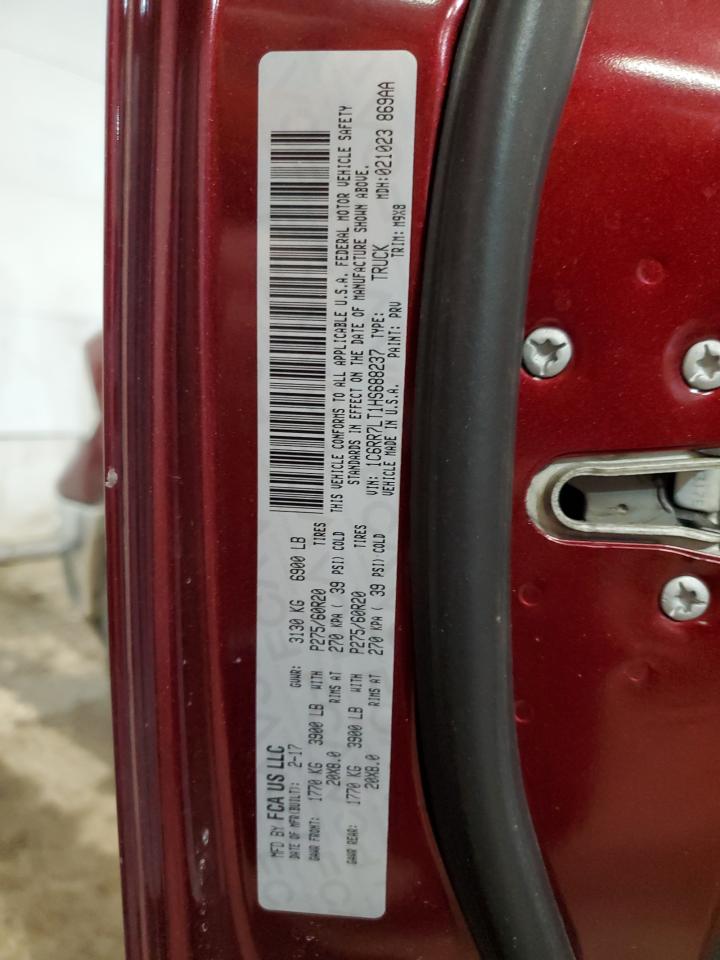 MFD BY FCA US LLC
DATE OF MFR(BUILT): 2-17 GVWR: 3130 KG 6900 LB
GAWR FRONT: 1770 KG 3900 LB WITH P275/60R20 TIRES
20X8.0 RIMS AT 270 KPA ( 39 PSI) COLD
GAWR REAR: 1770 KG 3900 LB WITH P275/60R20 TIRES
20X8.0 RIMS AT 270 KPA ( 39 PSI) COLD
THIS VEHICLE CONFORMS TO ALL APPLICABLE U.S.A. FEDERAL MOTOR VEHICLE SAFETY
STANDARDS IN EFFECT ON THE DATE OF MANUFACTURE SHOWN ABOVE.
VIN: 1C6RR7LT1HS688237 TYPE: TRUCK MDH:021023 869AA
VEHICLE MADE IN U.S.A. PAINT: PRV TRIM: M9X8